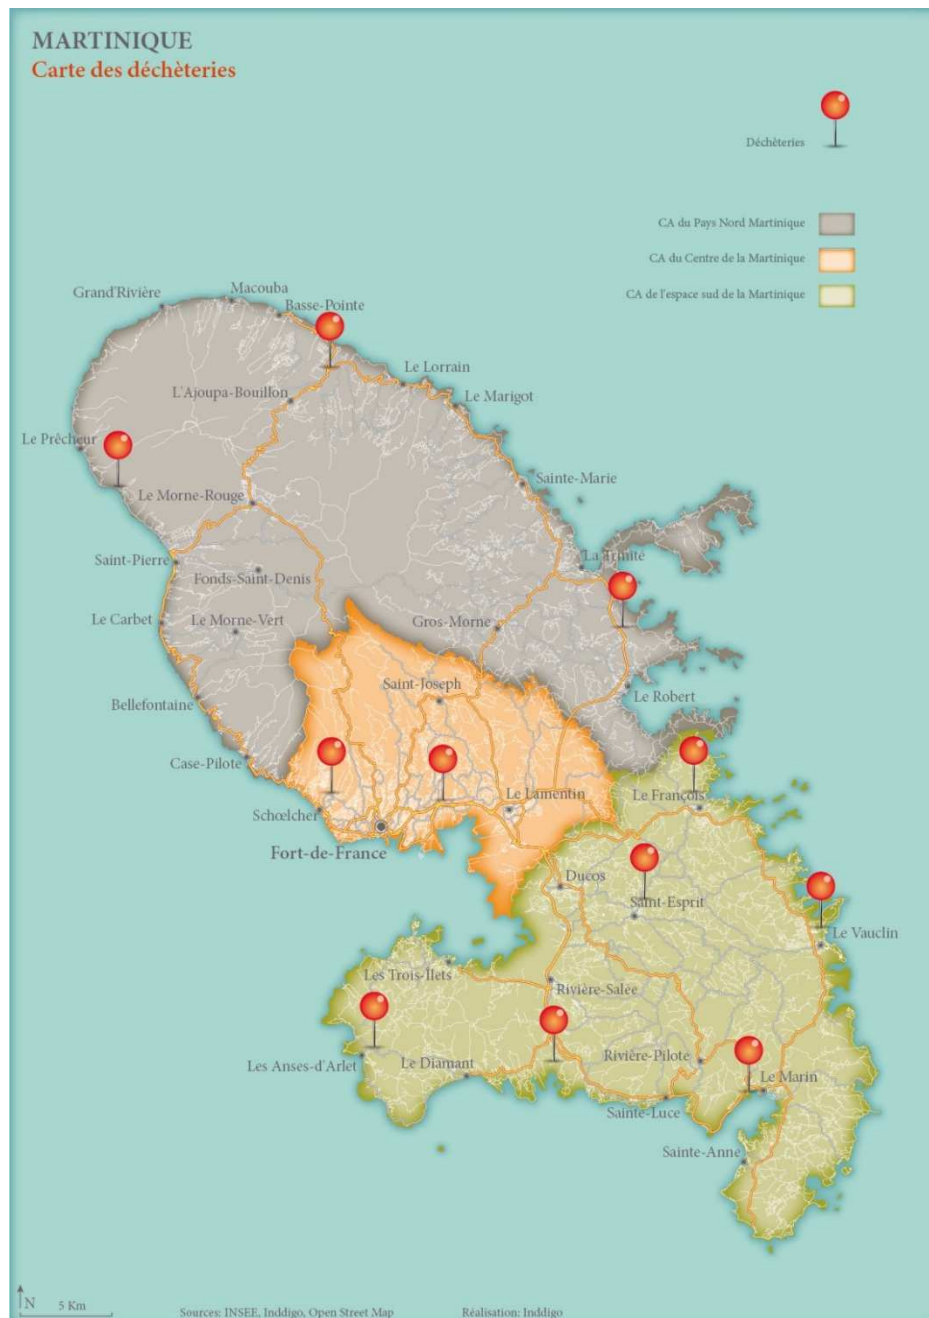 MARTINIQUE
Carte des déchèteries
Déchèteries
CA du Pays Nord Martinique
CA du Centre de la Martinique
CA de l'espace sud de la Martinique
Grand'Rivière
Macouba
Basse-Pointe
Le Lorrain
L'Ajoupa-Bouillon
Le Marigot
Le Prêcheur
Sainte-Marie
Le Morne-Rouge
La Trinité
Saint-Pierre
Fonds-Saint-Denis
Le Carbet
Le Morne-Vert
Gros-Morne
Saint-Joseph
Le Robert
Bellefontaine
Case-Pilote
Le Lamentin
Le François
Schœlcher
Fort-de-France
Ducos
Saint-Esprit
Le Vauclin
Les Trois-Îlets
Rivière-Salée
Les Anses-d'Arlet
Le Diamant
Rivière-Pilote
Le Marin
Sainte-Luce
Sainte-Anne
N
5 Km
Sources: INSEE, Inddigo, Open Street Map
Réalisation: Inddigo